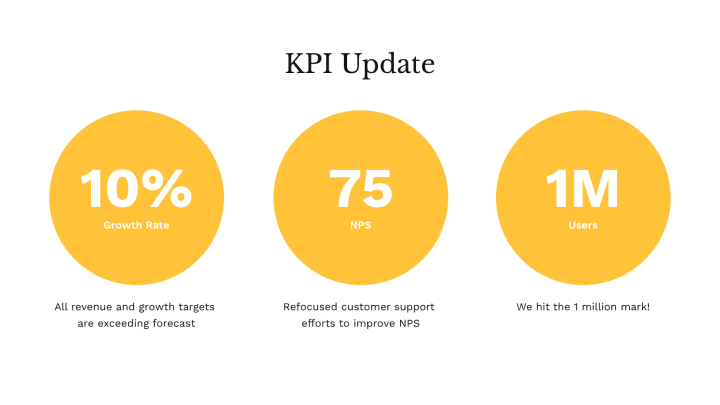 KPI Update
10%
Growth Rate
All revenue and growth targets
are exceeding forecast
75
NPS
Refocused customer support
efforts to improve NPS
1M
Users
We hit the 1 million mark!